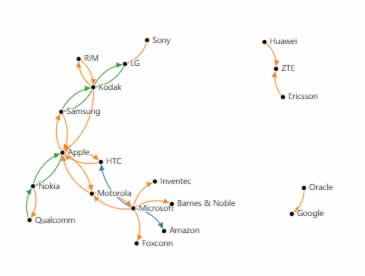 Sony
Huawei
RIM
LG
ZTE
Kodak
Ericsson
Samsung
Apple
HTC
Inventec
Nokia
Motorola
Oracle
Barnes & Noble
Microsoft
Google
Qualcomm
Amazon
Foxconn